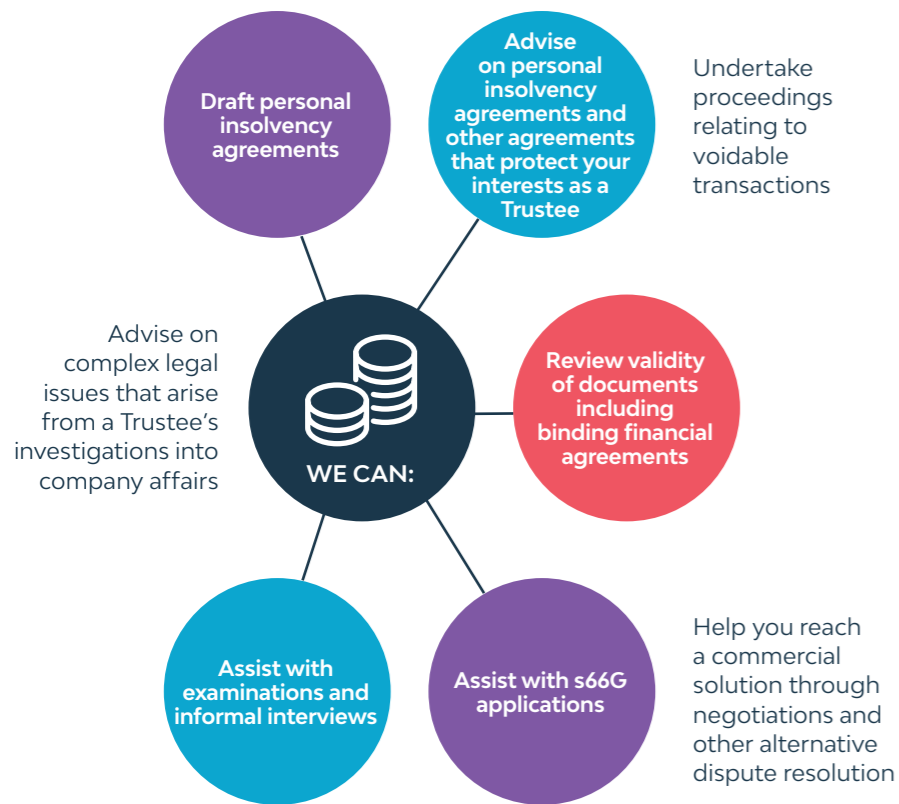 Draft personal
insolvency
agreements
Advise
on personal
insolvency
agreements and
other agreements
that protect your
interests as a
Trustee
Undertake
proceedings
relating to
voidable
transactions
Advise on
complex legal
issues that arise
from a Trustee’s
investigations into
company affairs
WE CAN:
Review validity
of documents
including
binding financial
agreements
Assist with
examinations and
informal interviews
Assist with s66G
applications
Help you reach
a commercial
solution through
negotiations and
other alternative
dispute resolution